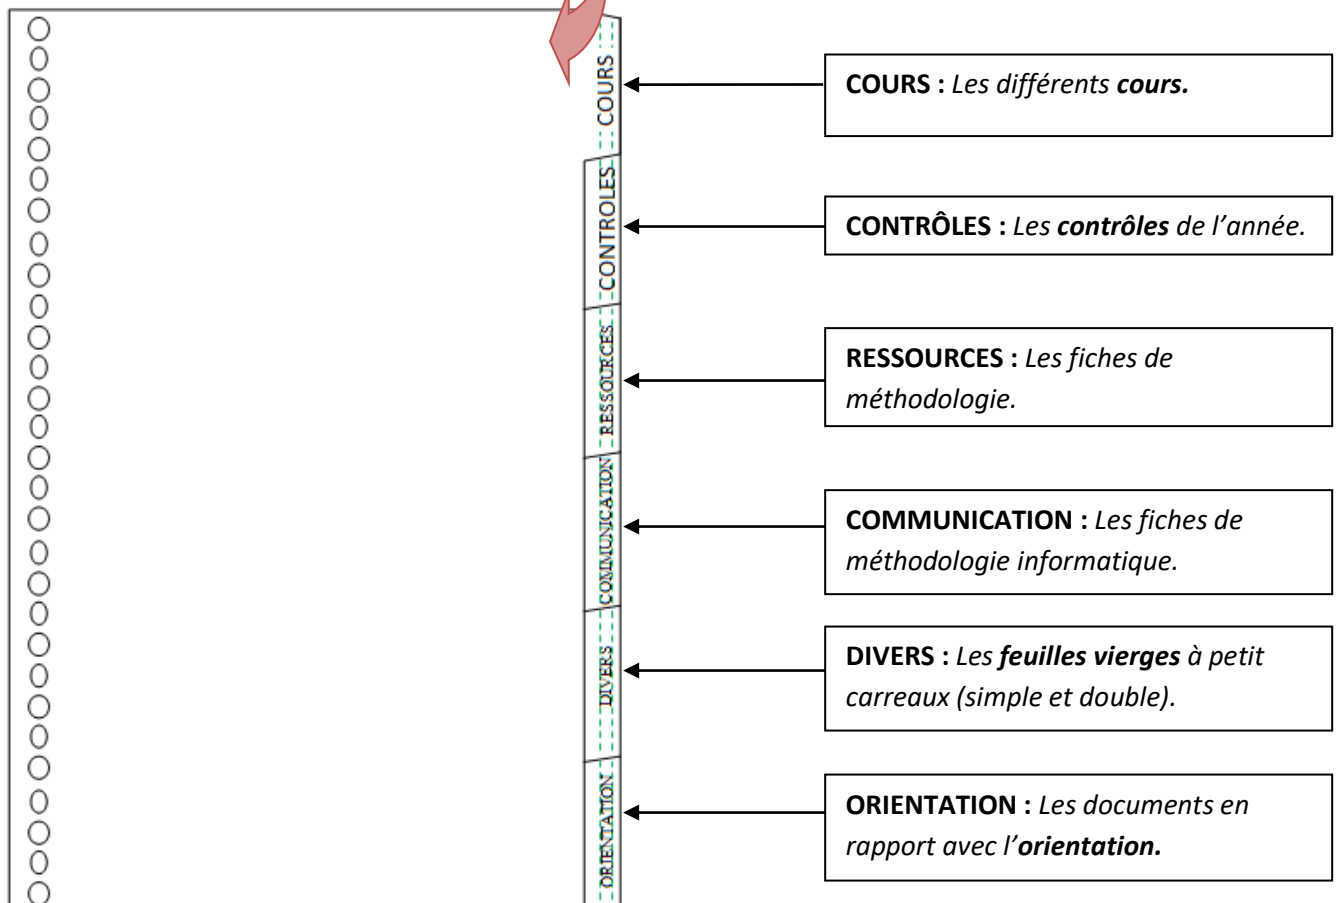 COURS
COURS : Les différents cours.
CONTROLES
CONTRÔLES : Les contrôles de l’année.
RESSOURCES
RESSOURCES : Les fiches de
méthodologie.
COMMUNICATION
COMMUNICATION : Les fiches de
méthodologie informatique.
DIVERS
DIVERS : Les feuilles vierges à petit
carreaux (simple et double).
ORIENTATION
ORIENTATION : Les documents en
rapport avec l’orientation.